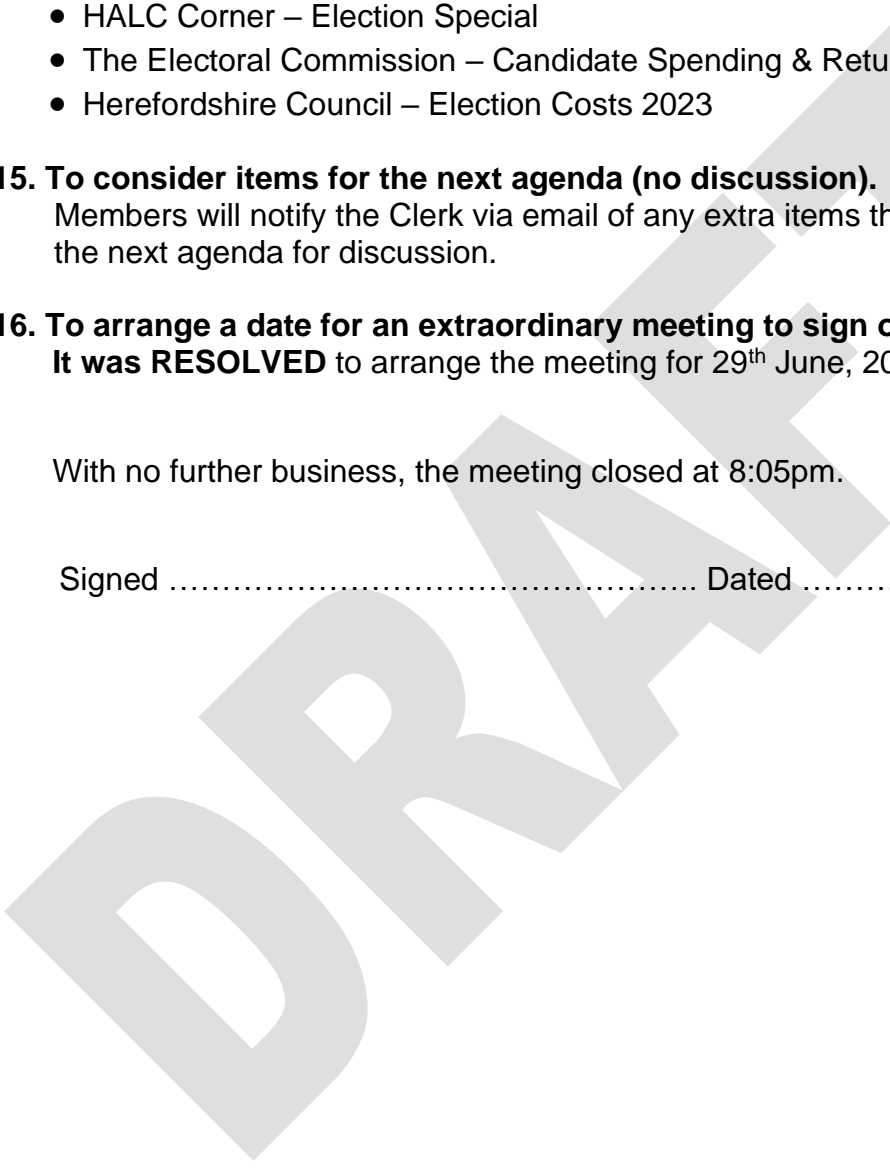 • HALC Corner – Election Special
• The Electoral Commission – Candidate Spending &
• Herefordshire Council – Election Costs 2023
15. To consider items for the next agenda (no discussion).
Members will notify the Clerk via email of any extra items
the next agenda for discussion.
16. To arrange a date for an extraordinary meeting to sign
It was RESOLVED to arrange the meeting for 29th June,
With no further business, the meeting closed at 8:05pm.
Signed ………………………………………….. Dated ………
DRAFT